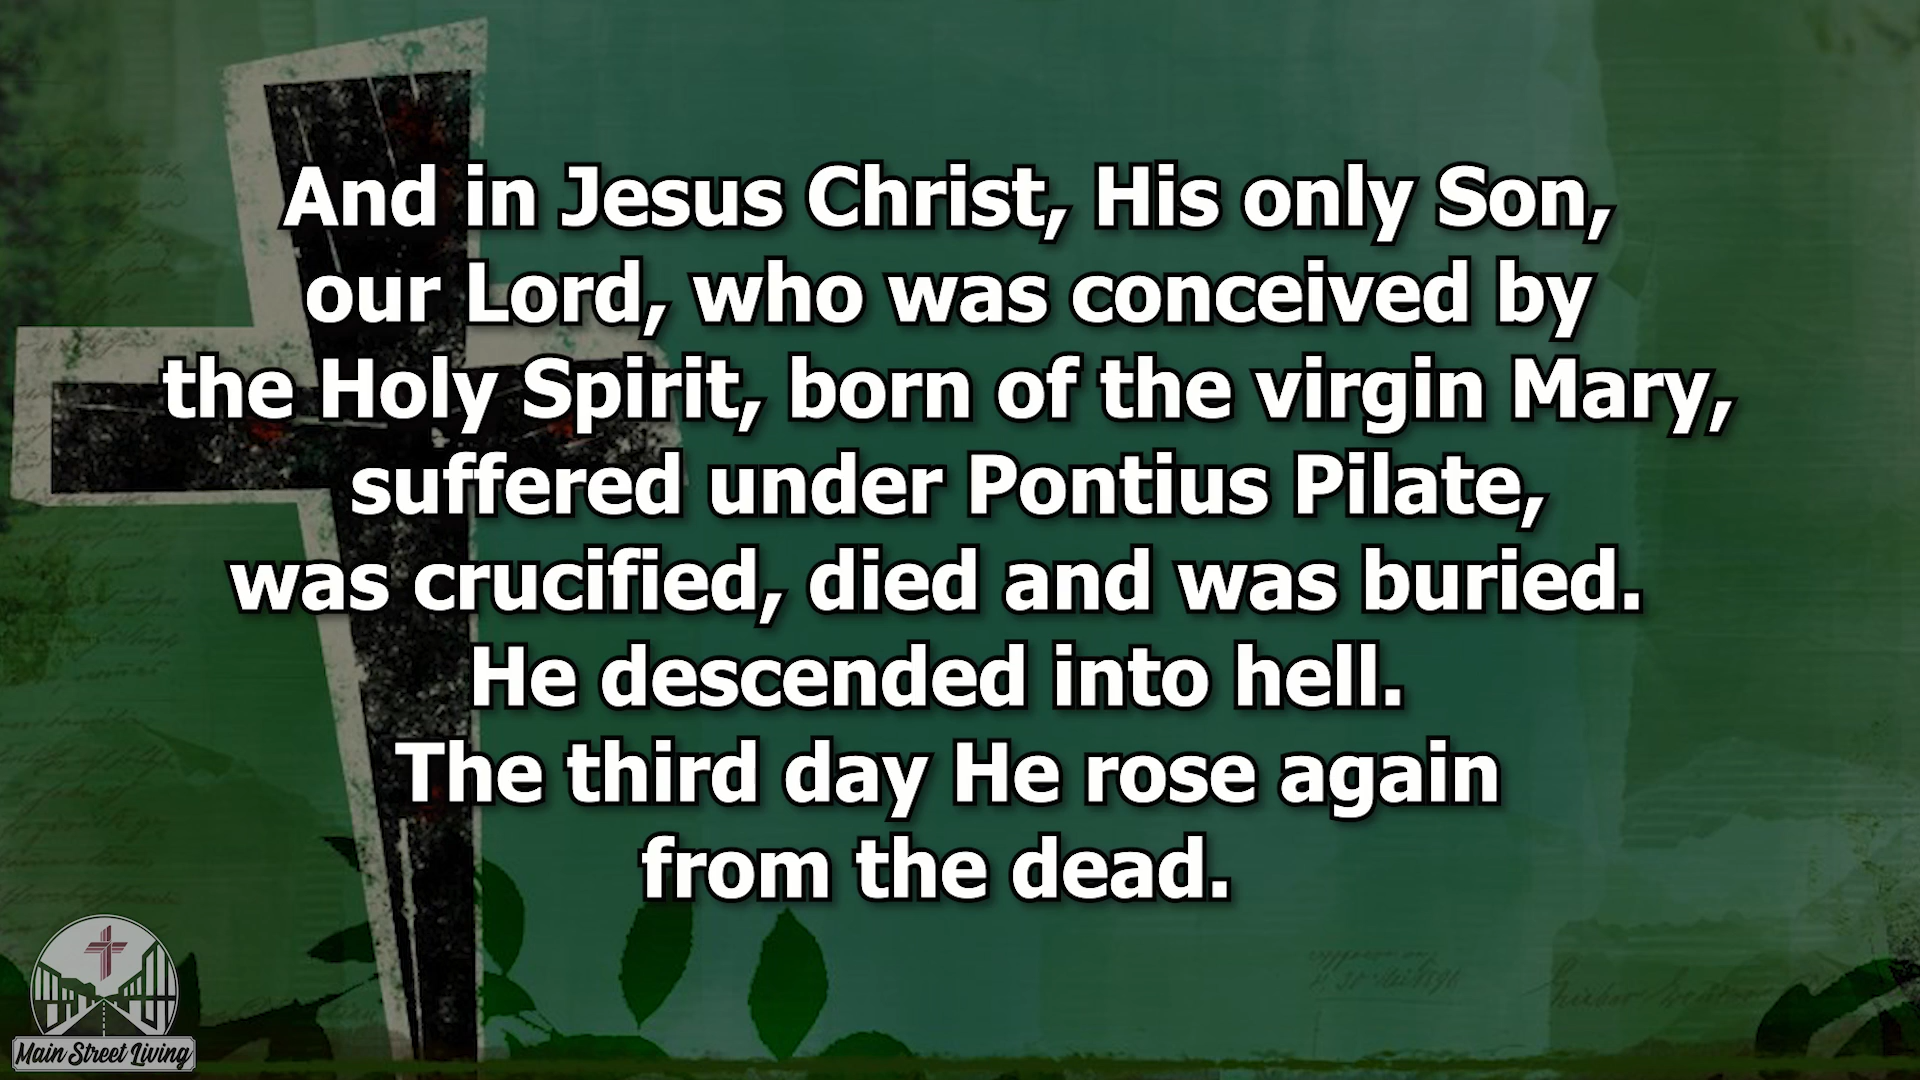 And in Jesus Christ, His only Son,
our Lord, who was conceived by
the Holy Spirit, born of the virgin Mary,
suffered under Pontius Pilate,
was crucified, died and was buried.
He descended into hell.
The third day He rose again
from the dead.
Main Street Living